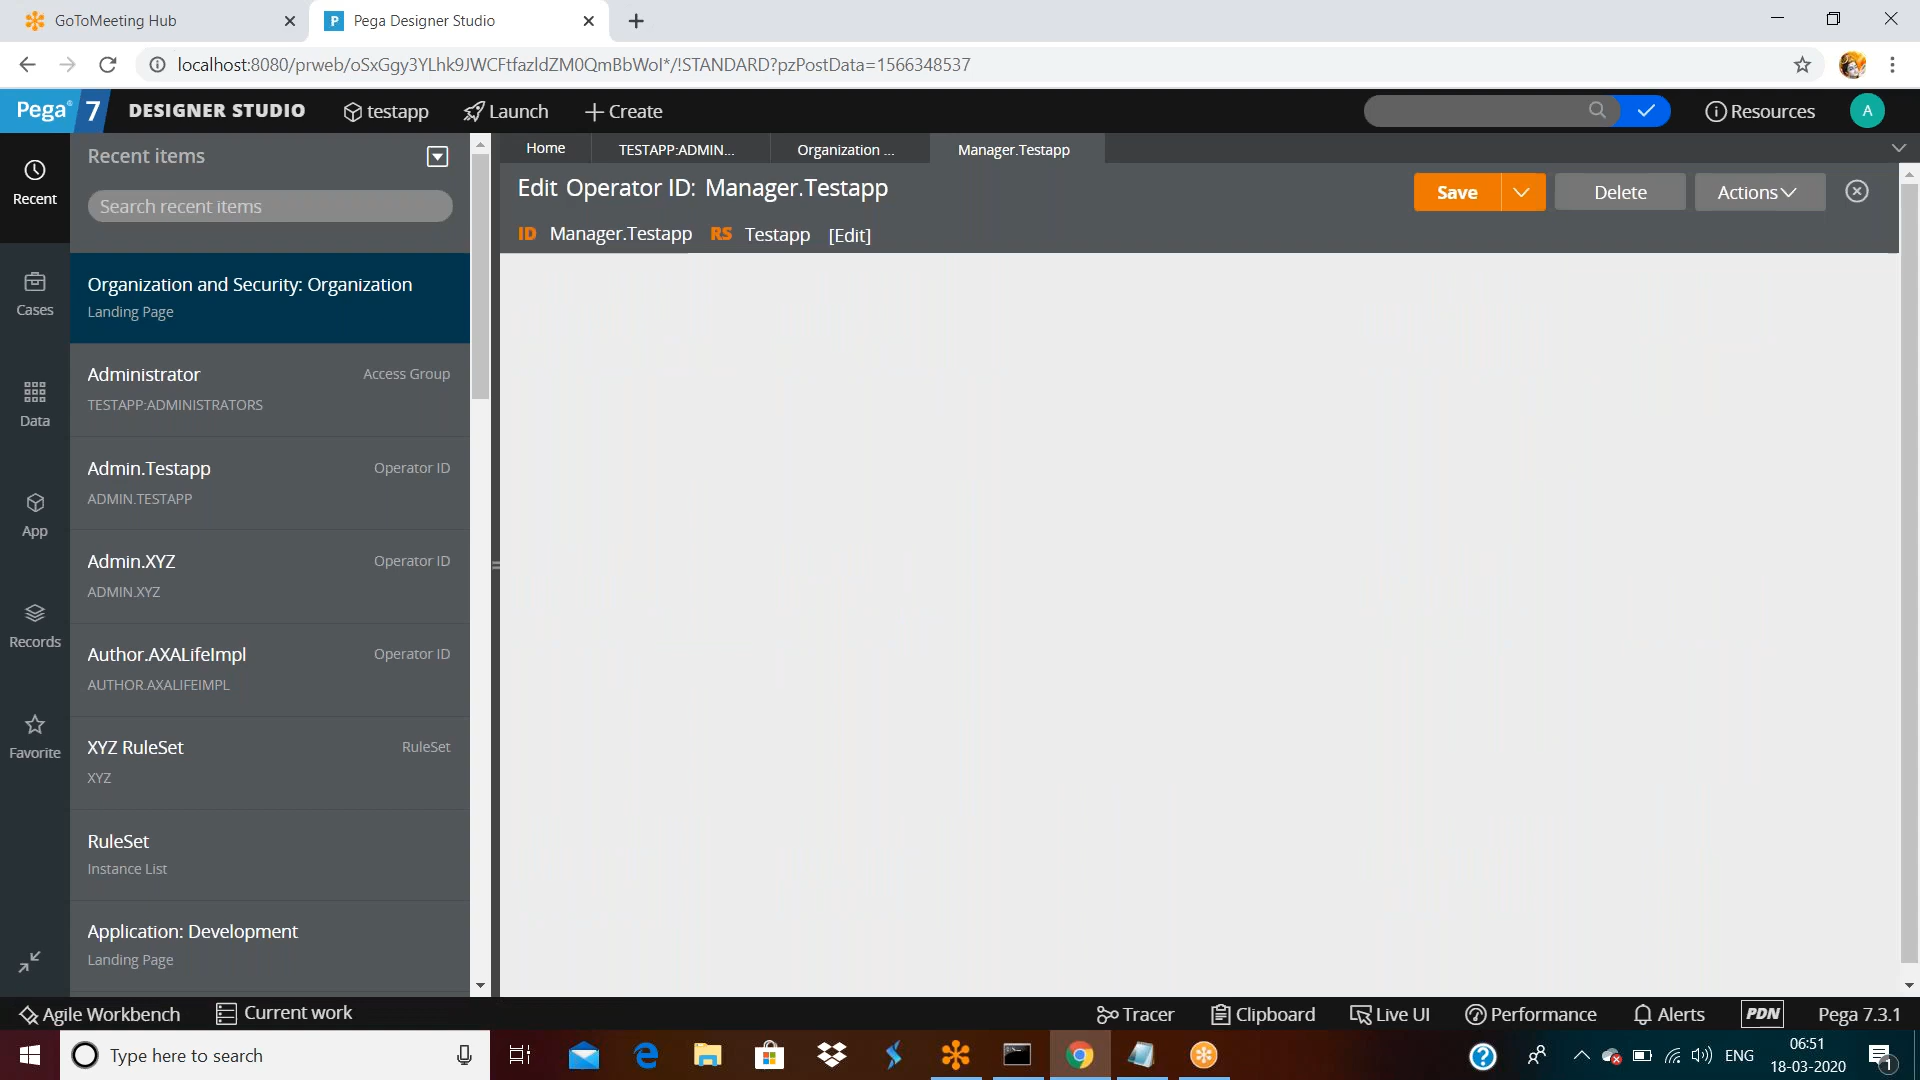 GoToMeeting Hub
Pega Designer Studio
localhost:8080/prweb/oSxGgy3YLhk9JWCFtfazldZM0QmBbWoI*/!STANDARD?pzPostData=1566348537
Pega 7 DESIGNER STUDIO testapp Launch Create Resources A
Recent items
Search recent items
Recent
Cases
Data
App
Records
Favorite
Organization and Security: Organization
Landing Page
Administrator Access Group
TESTAPP:ADMINISTRATORS
Admin.Testapp Operator ID
ADMIN.TESTAPP
Admin.XYZ Operator ID
ADMIN.XYZ
Author.AXALifeImpl Operator ID
AUTHOR.AXALIFEIMPL
XYZ RuleSet RuleSet
XYZ
RuleSet
Instance List
Application: Development
Landing Page
Home TESTAPP:ADMIN... Organization ... Manager.Testapp
Edit Operator ID: Manager.Testapp
Save Delete Actions
ID Manager.Testapp RS Testapp [Edit]
Agile Workbench Current work Tracer Clipboard Live UI Performance Alerts PDN Pega 7.3.1
Type here to search
ENG
06:51
18-03-2020
1